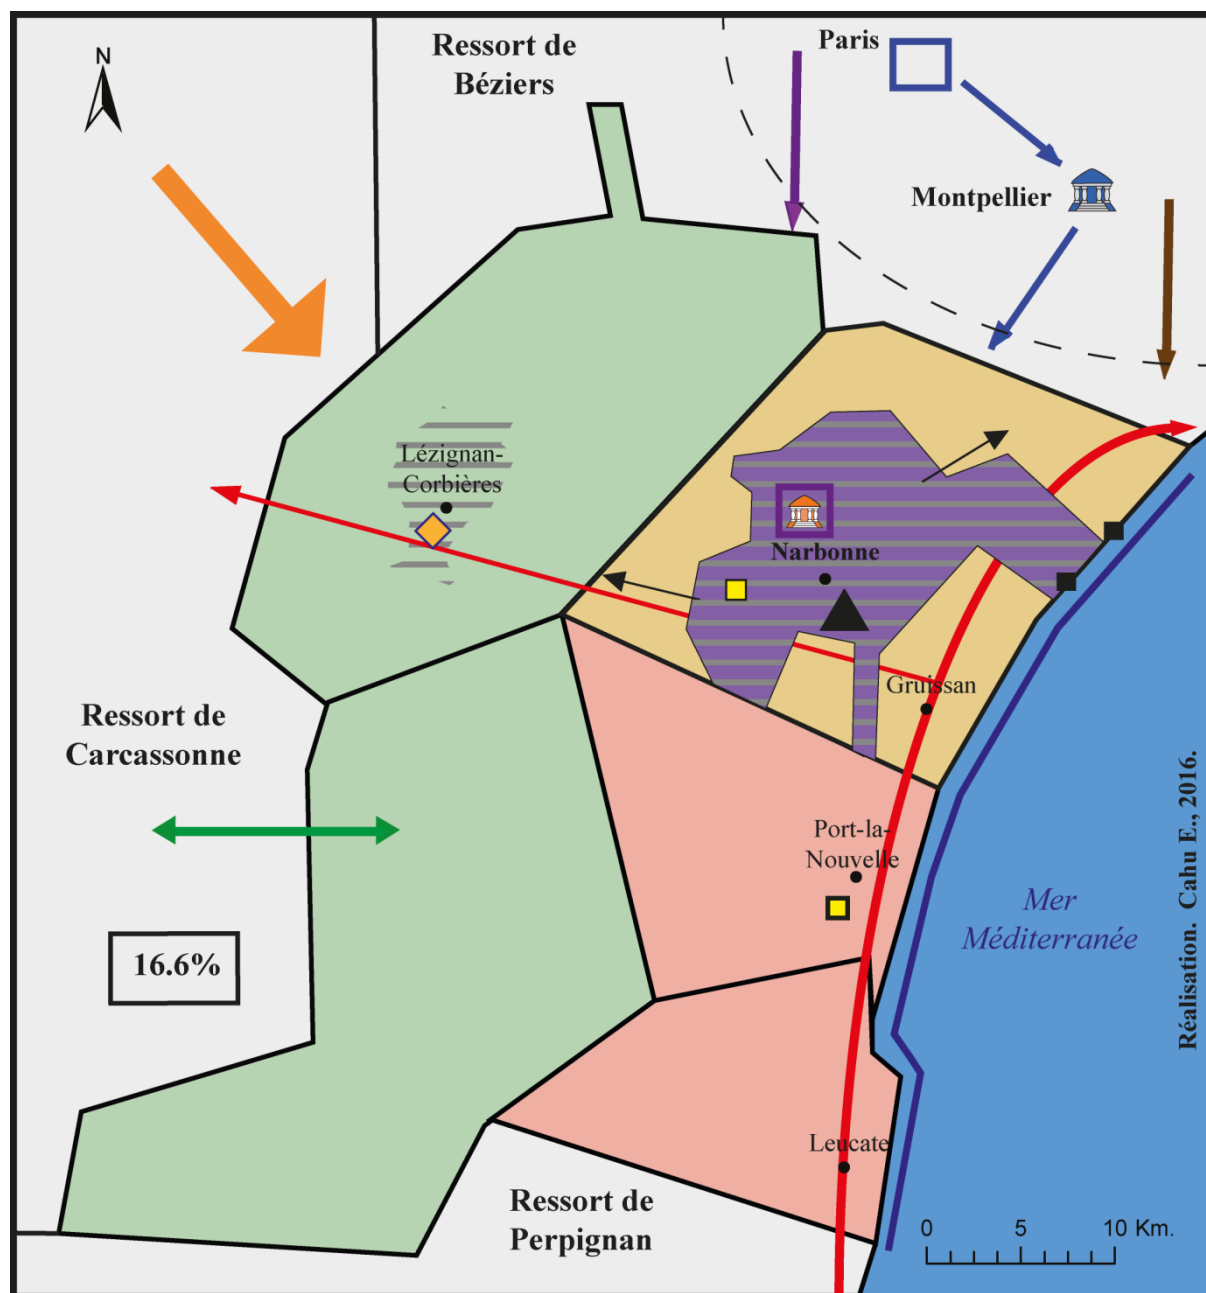 Ressort de
Béziers
Paris
N
Montpellier
Lézignan-
Corbières
Narbonne
Gruissan
Ressort de
Carcassonne
Port-la-
Nouvelle
Mer
Méditerranée
16.6%
Réalisation. Cahu E., 2016.
Leucate
Ressort de
Perpignan
0 5 10 Km.